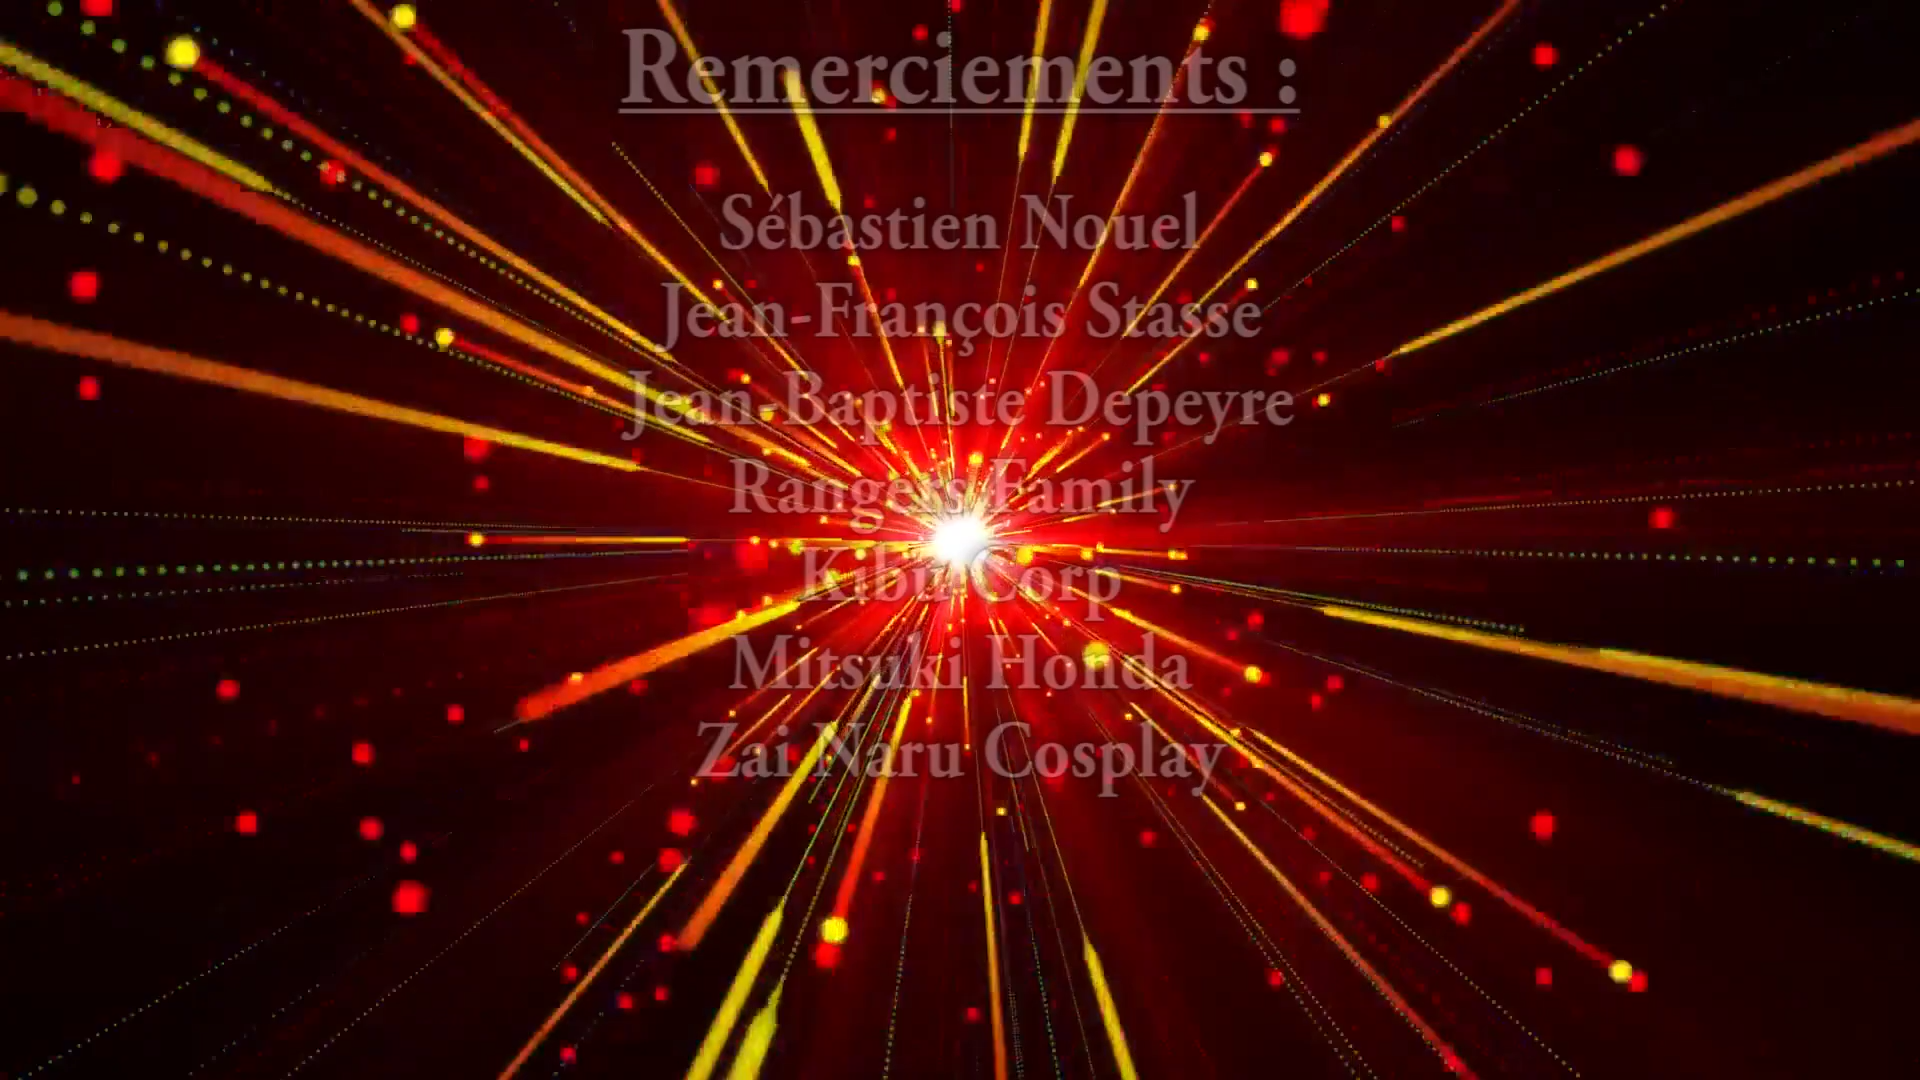 Remerciements :
Sébastien Nouel
Jean-François Stasse
Jean-Baptiste Depeyre
Rangers Family
Kibu Corp
Mitsuki Honda
Zai Naru Cosplay